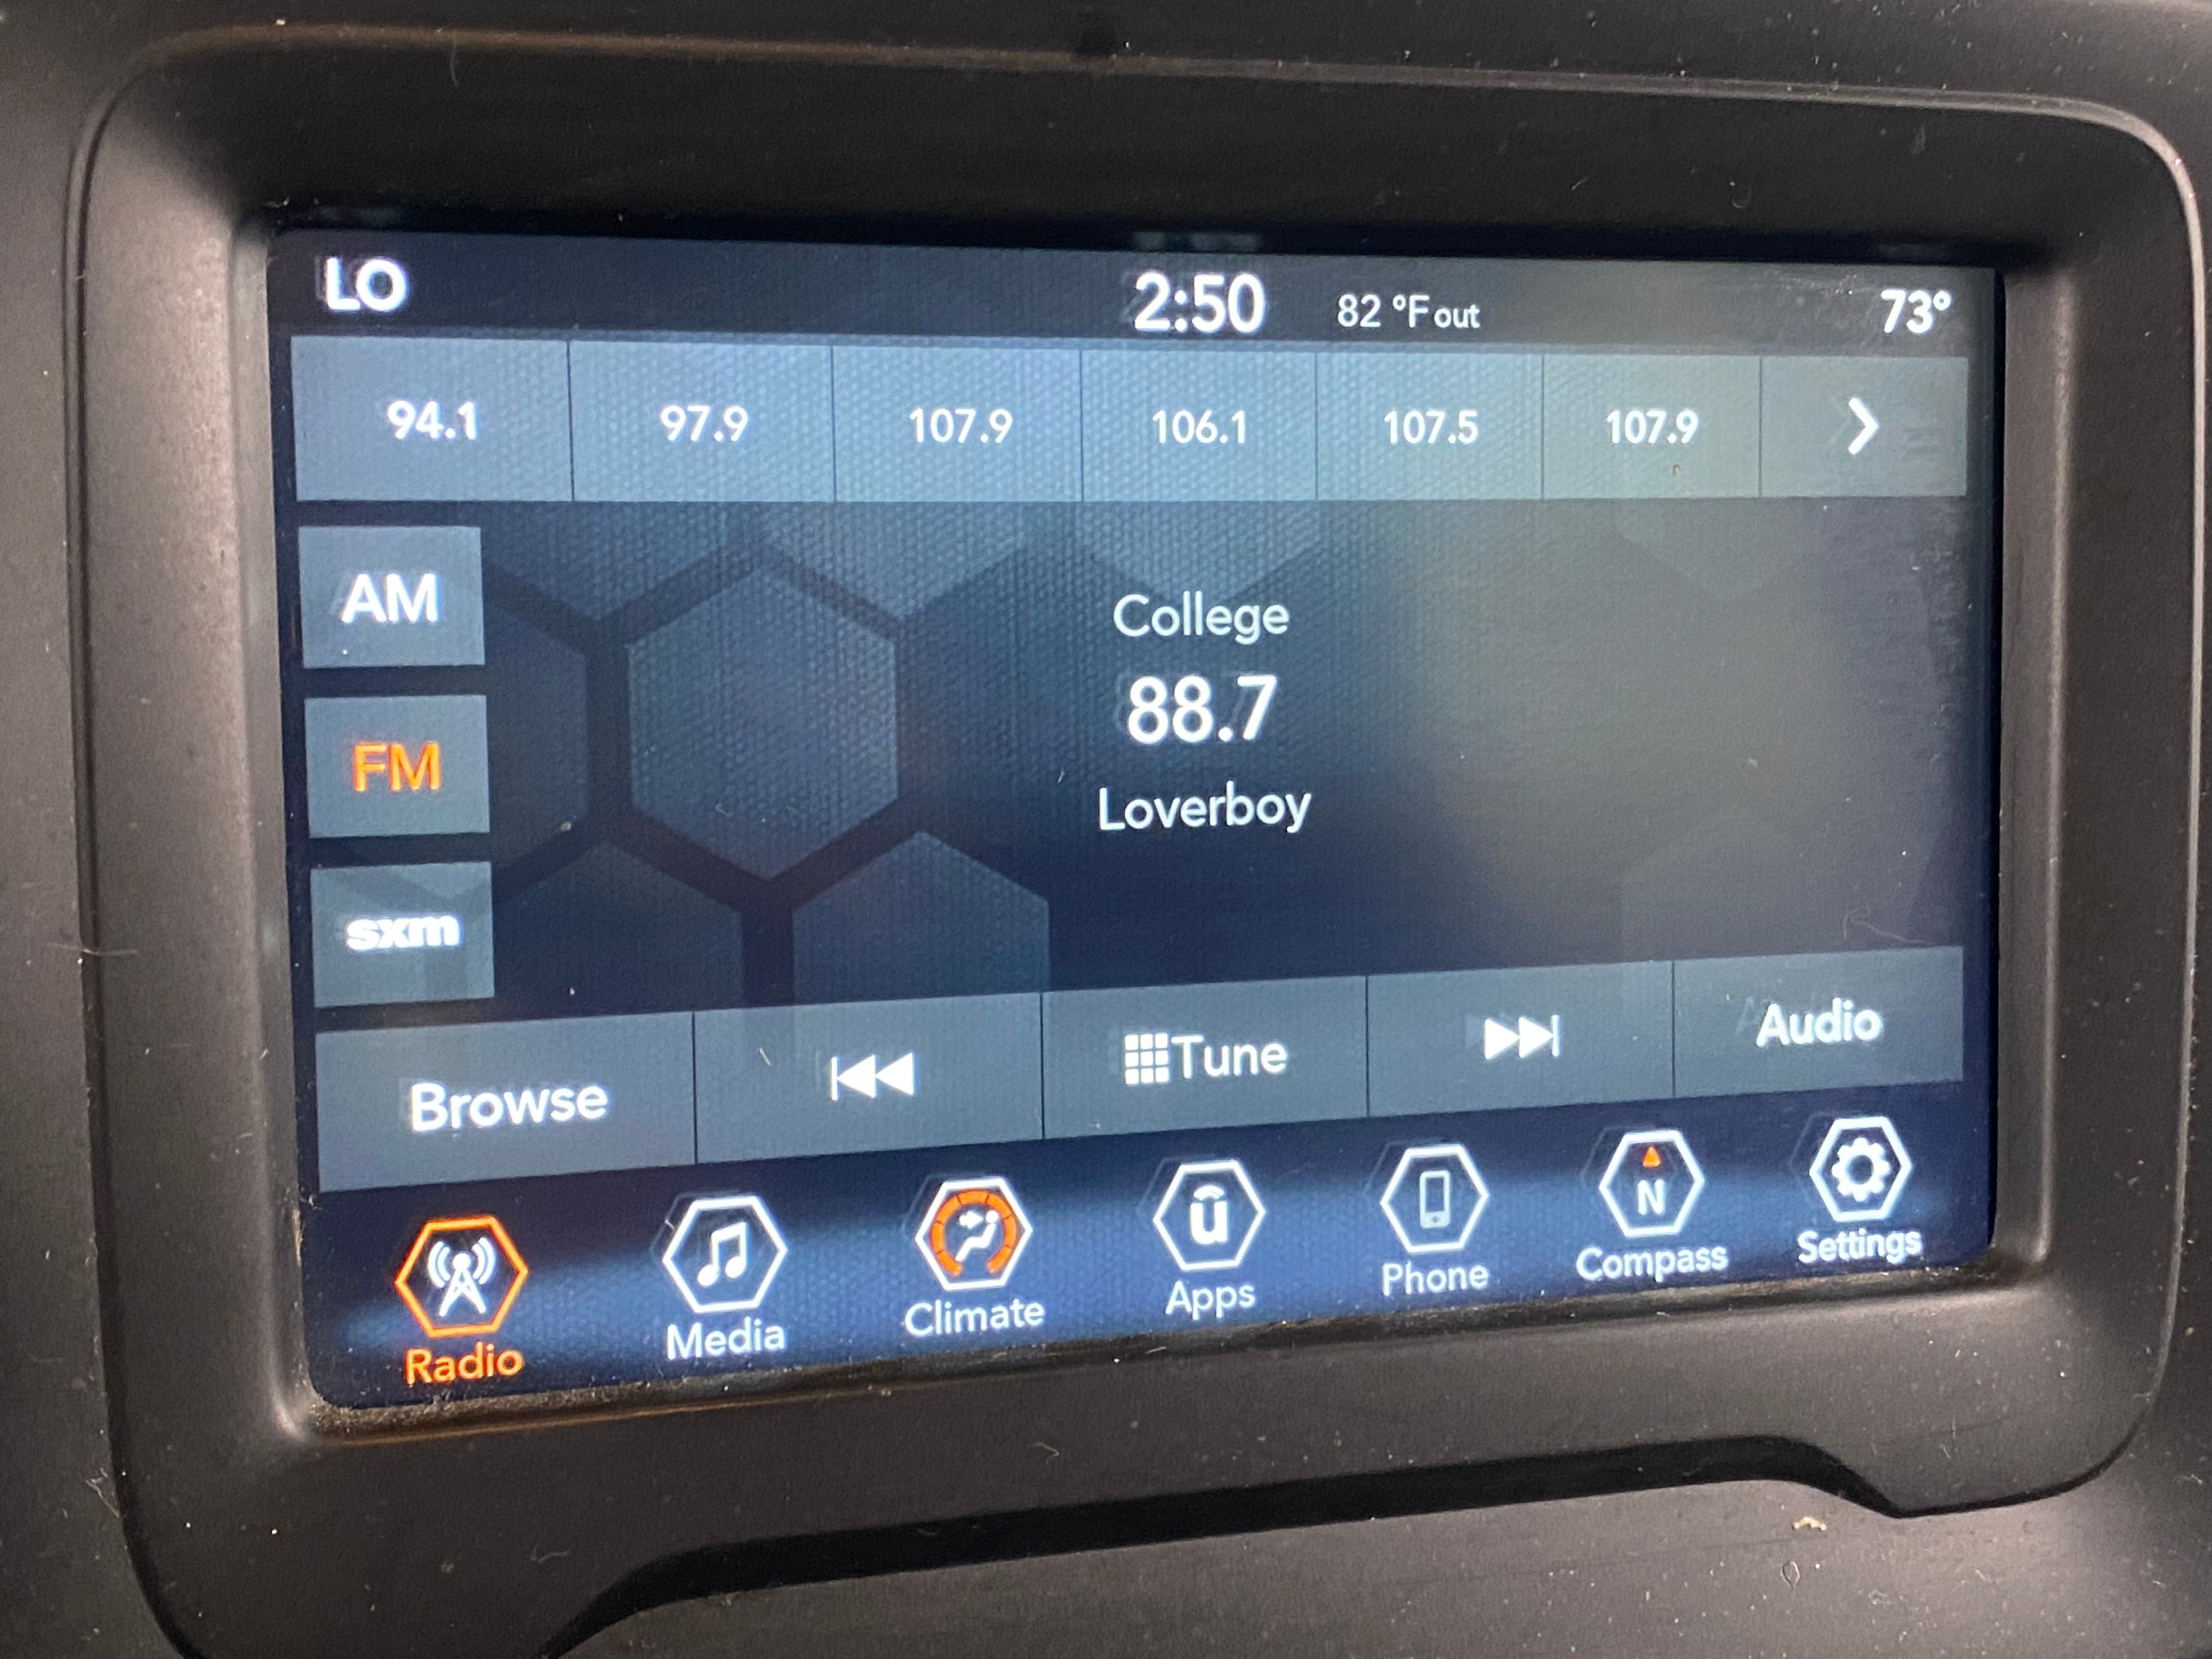 LO 2:50 82 °F out 73°
94.1 97.9 107.9 106.1 107.5 107.9
AM
College
88.7
FM
Loverboy
sxm
Browse Tune Audio
N
Radio Media Climate Apps Phone Compass Settings